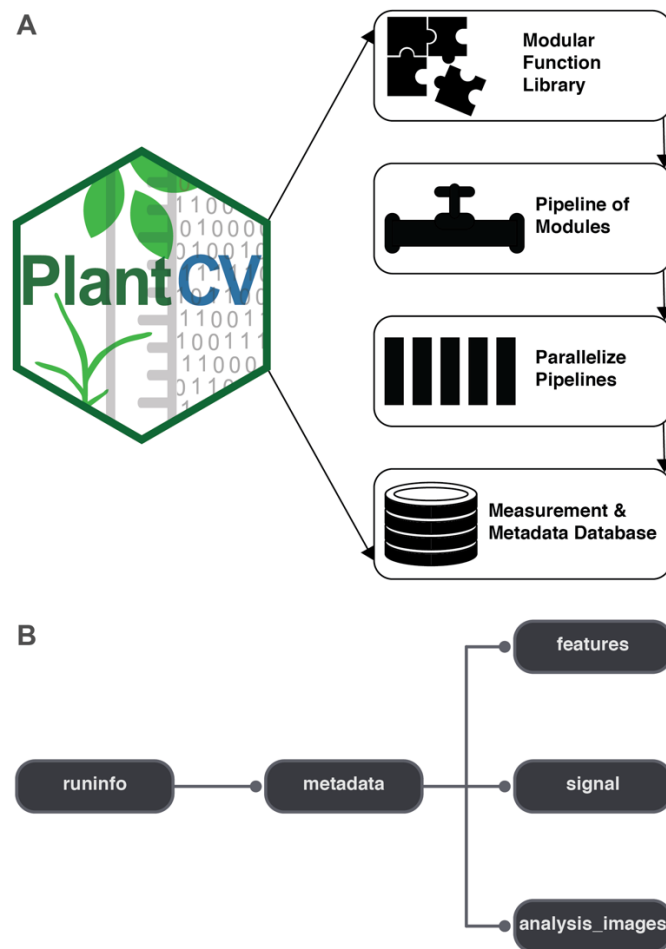 A
Modular
Function
Library
Pipeline of
Modules
PlantCV
Parallelize
Pipelines
Measurement &
Metadata Database
B
features
runinfo
metadata
signal
analysis_images